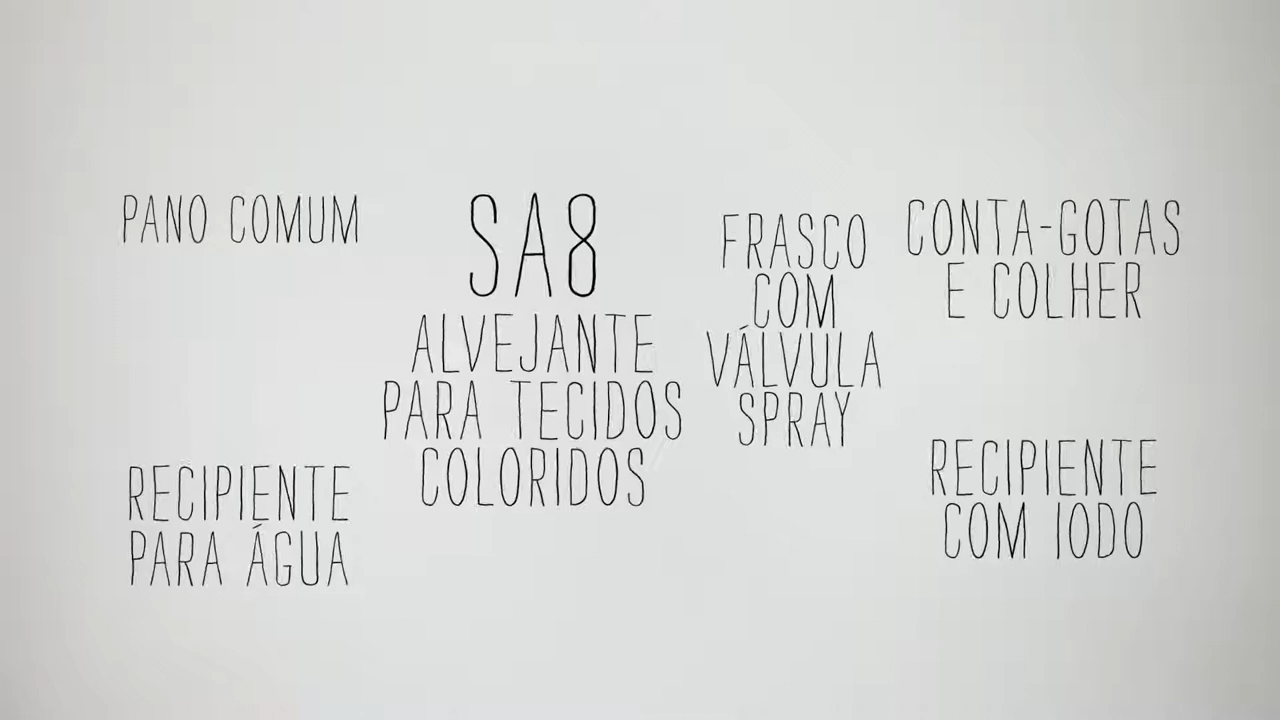 PANO COMUM
RECIPIENTE
PARA ÁGUA
SA8
ALVEJANTE
PARA TECIDOS
COLORIDOS
FRASCO
COM
VÁLVULA
SPRAY
CONTA-GOTAS
E COLHER
RECIPIENTE
COM IODO